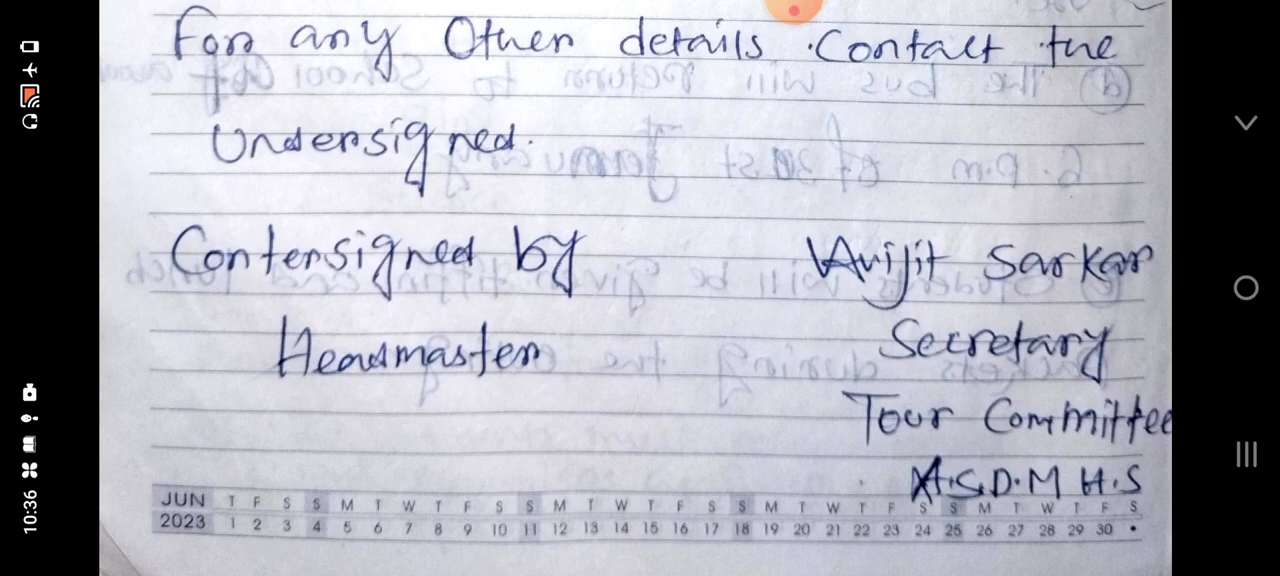 For any Other details Contact the
Undersigned.
Contersigned by
Avijit Sarkar
Headmaster
Secretary
Tour Committee
A.S.D.M H.S
JUN T F S S M T W T F S S M T W T F S S M T W T F S S M T W T F S
2023 1 2 3 4 5 6 7 8 9 10 11 12 13 14 15 16 17 18 19 20 21 22 23 24 25 26 27 28 29 30 •
10:36